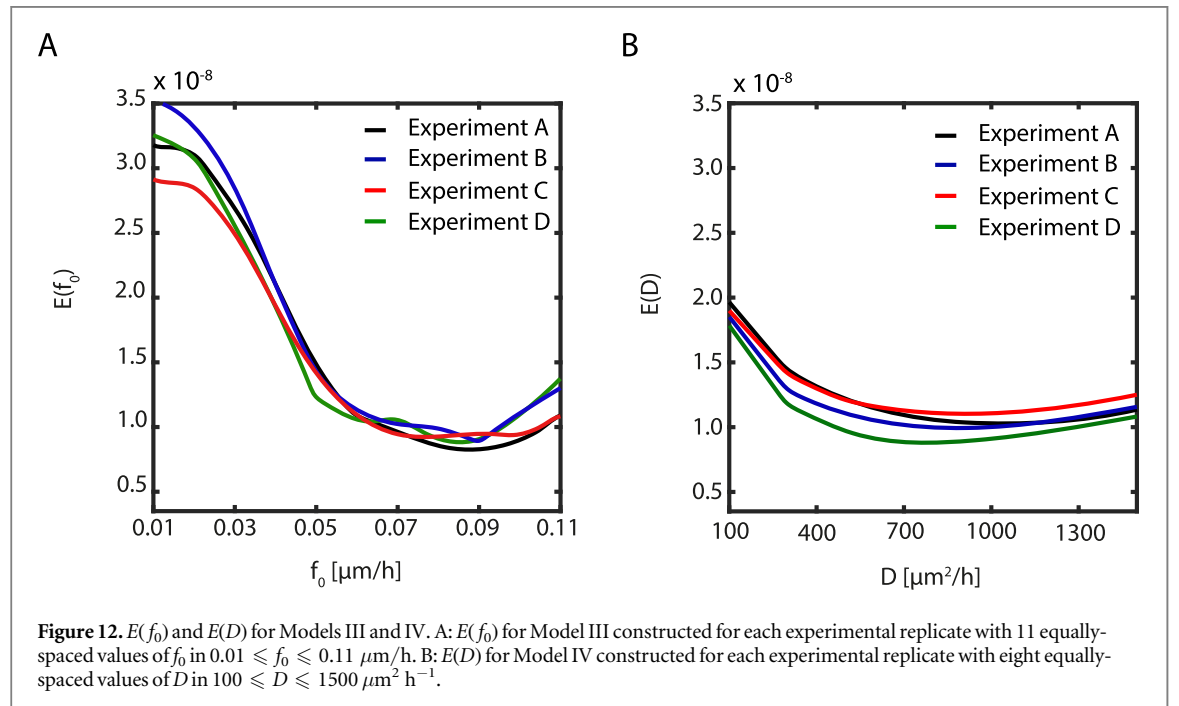 A
x 10⁻⁸
3.5
3.0
2.5
2.0
1.5
1.0
0.5
E(f₀)
Experiment A
Experiment B
Experiment C
Experiment D
0.01 0.03 0.05 0.07 0.09 0.11
f₀ [μm/h]
B
x 10⁻⁸
3.5
3.0
2.5
2.0
1.5
1.0
0.5
E(D)
Experiment A
Experiment B
Experiment C
Experiment D
100 400 700 1000 1300
D [μm²/h]
Figure 12. E(f₀) and E(D) for Models III and IV. A: E(f₀) for Model III constructed for each experimental replicate with 11 equally-
spaced values of f₀ in 0.01 ⩽ f₀ ⩽ 0.11 μm/h. B: E(D) for Model IV constructed for each experimental replicate with eight equally-
spaced values of D in 100 ⩽ D ⩽ 1500 μm² h⁻¹.